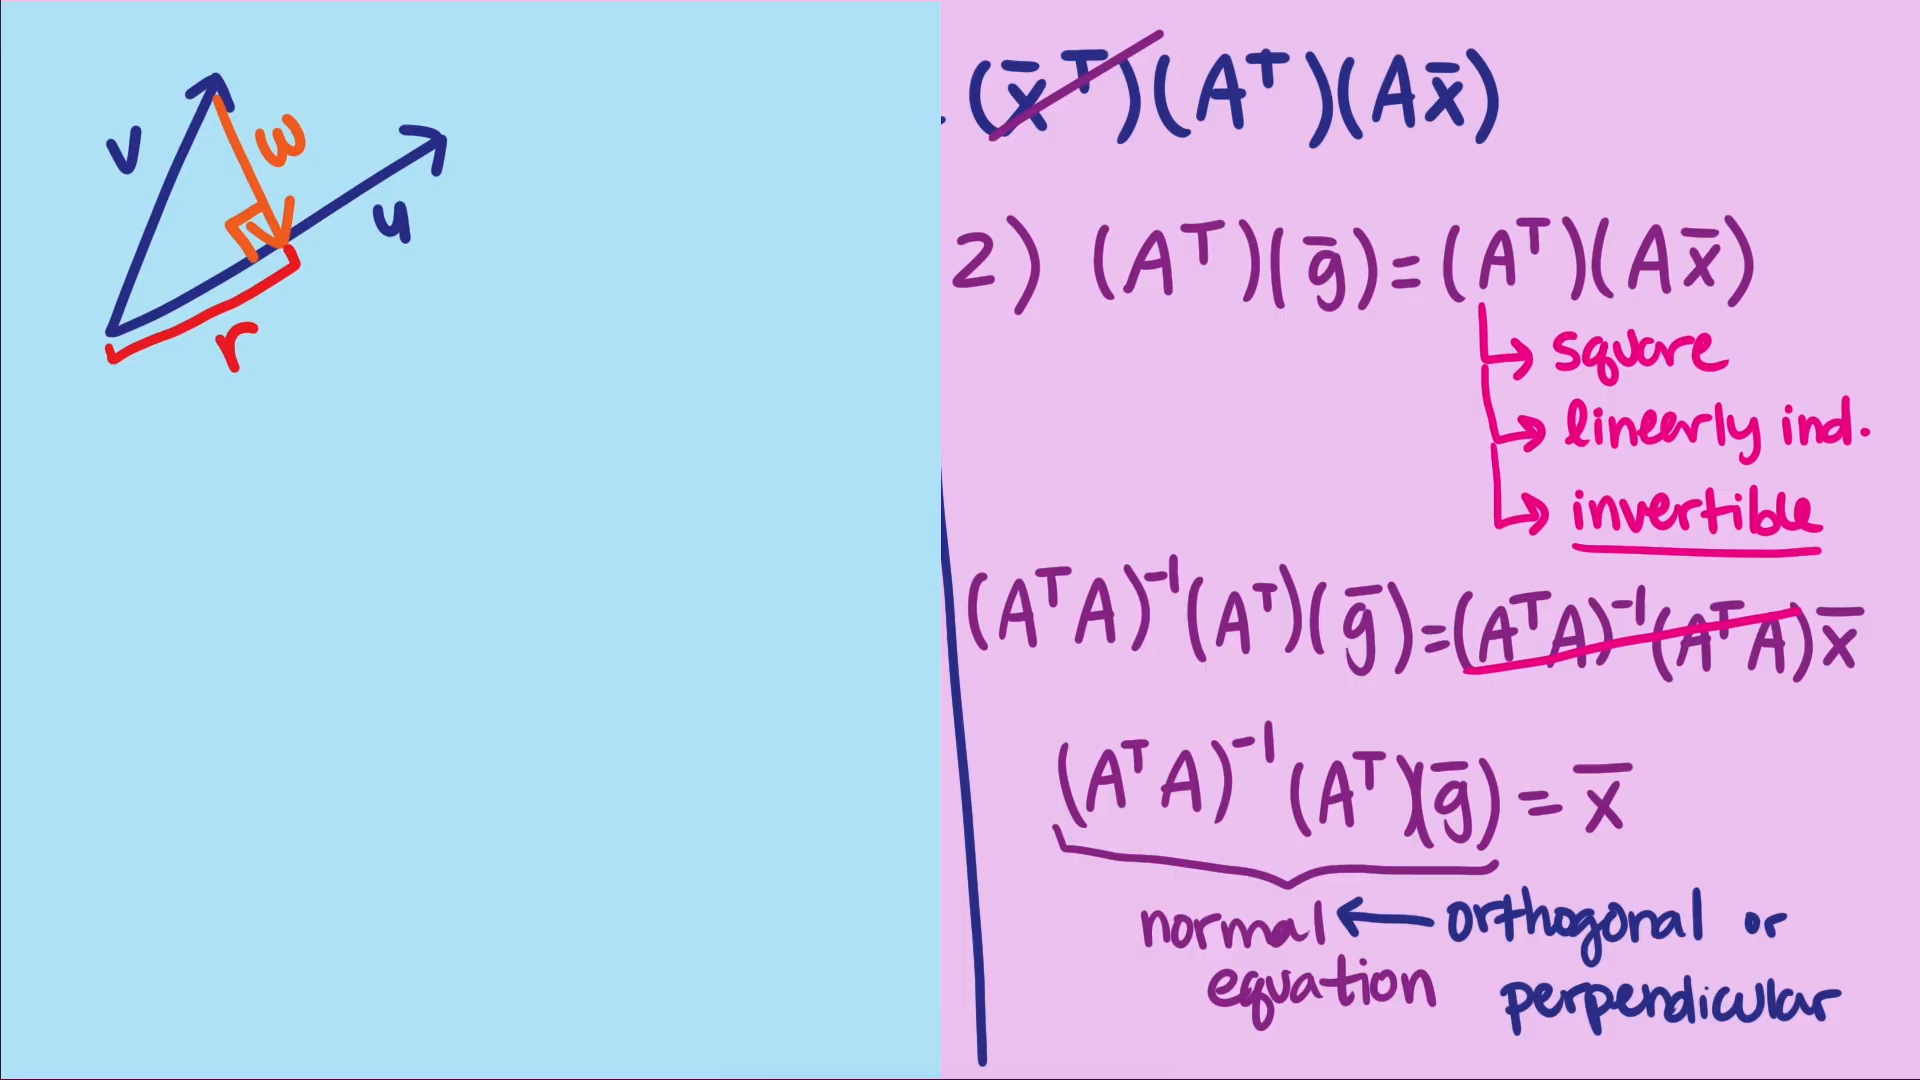 v
w
u
r
(x̄ᵀ)(Aᵀ)(Ax̄)
2) (Aᵀ)(ḡ)=(Aᵀ)(Ax̄)
↳ square
↳ linearly ind.
↳ invertible
(AᵀA)⁻¹(Aᵀ)(ḡ)=(AᵀA)⁻¹(AᵀA)x̄
(AᵀA)⁻¹(Aᵀ)(ḡ) = x̄
normal ← orthogonal or
equation perpendicular